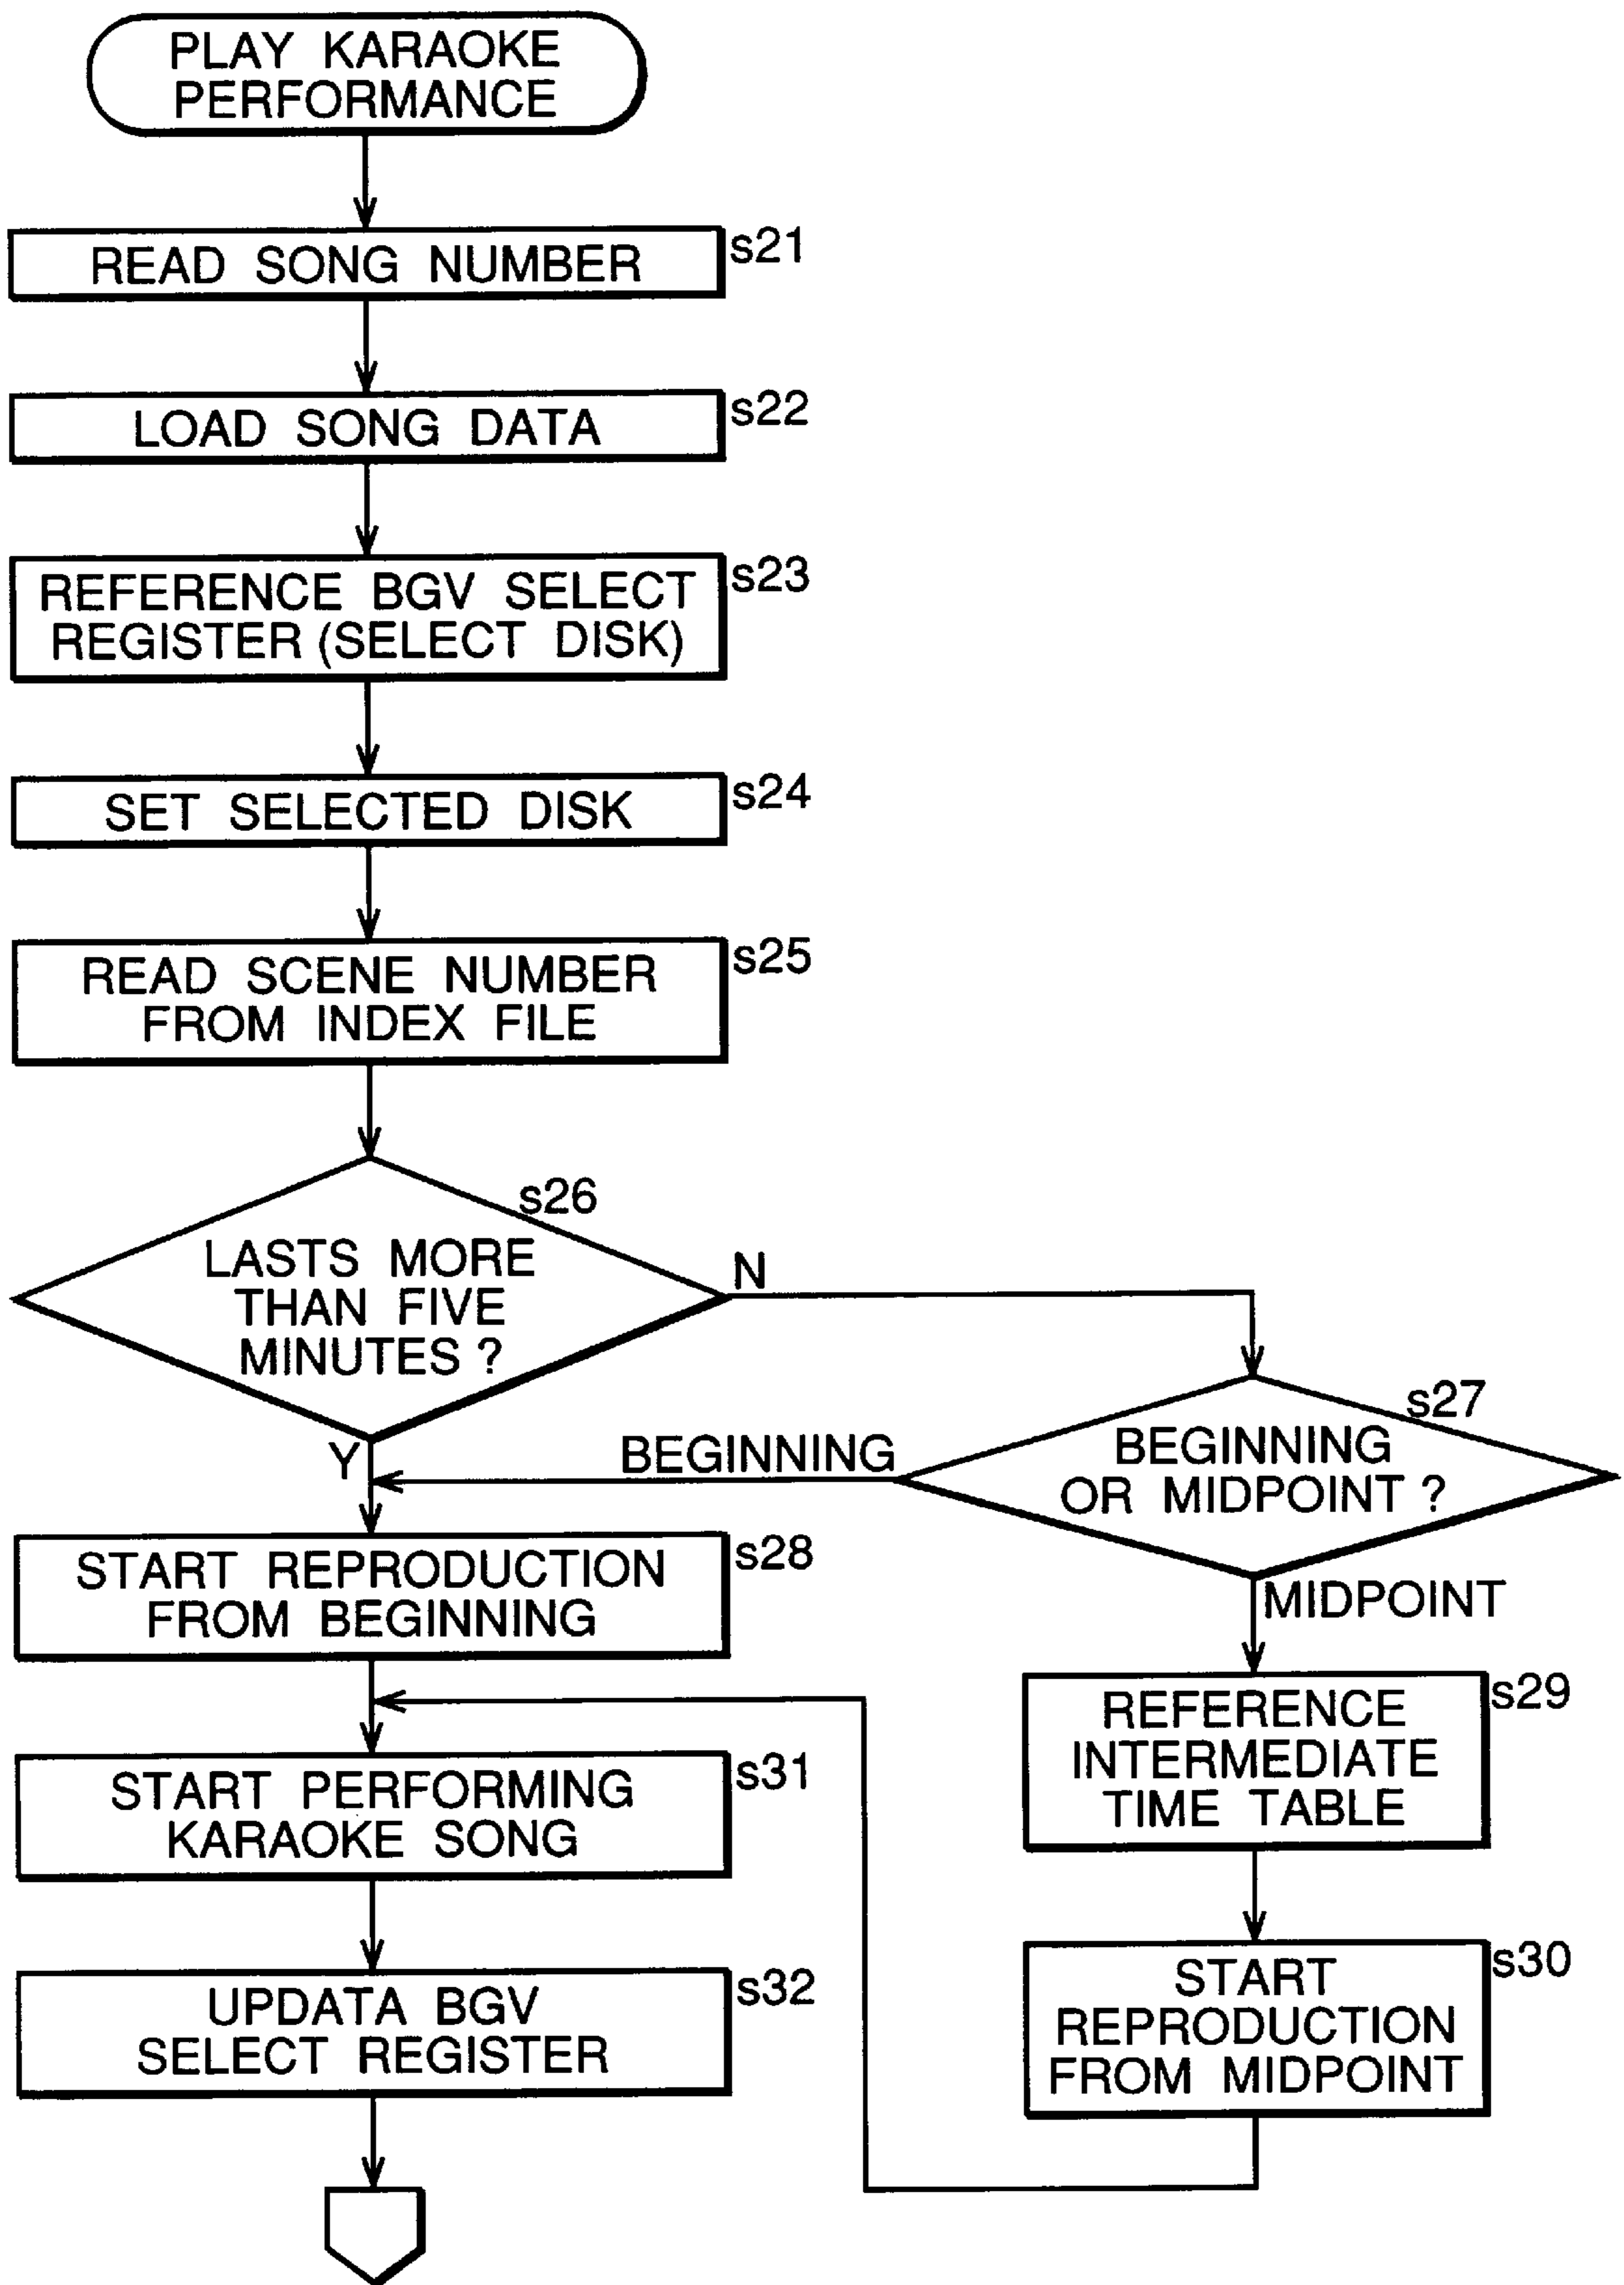 PLAY KARAOKE
PERFORMANCE
READ SONG NUMBER
s21
LOAD SONG DATA
s22
REFERENCE BGV SELECT
REGISTER (SELECT DISK)
s23
SET SELECTED DISK
s24
READ SCENE NUMBER
FROM INDEX FILE
s25
s26
LASTS MORE
THAN FIVE
MINUTES ?
N
Y
s27
BEGINNING
OR MIDPOINT ?
BEGINNING
MIDPOINT
START REPRODUCTION
FROM BEGINNING
s28
REFERENCE
INTERMEDIATE
TIME TABLE
s29
START
REPRODUCTION
FROM MIDPOINT
s30
START PERFORMING
KARAOKE SONG
s31
UPDATA BGV
SELECT REGISTER
s32